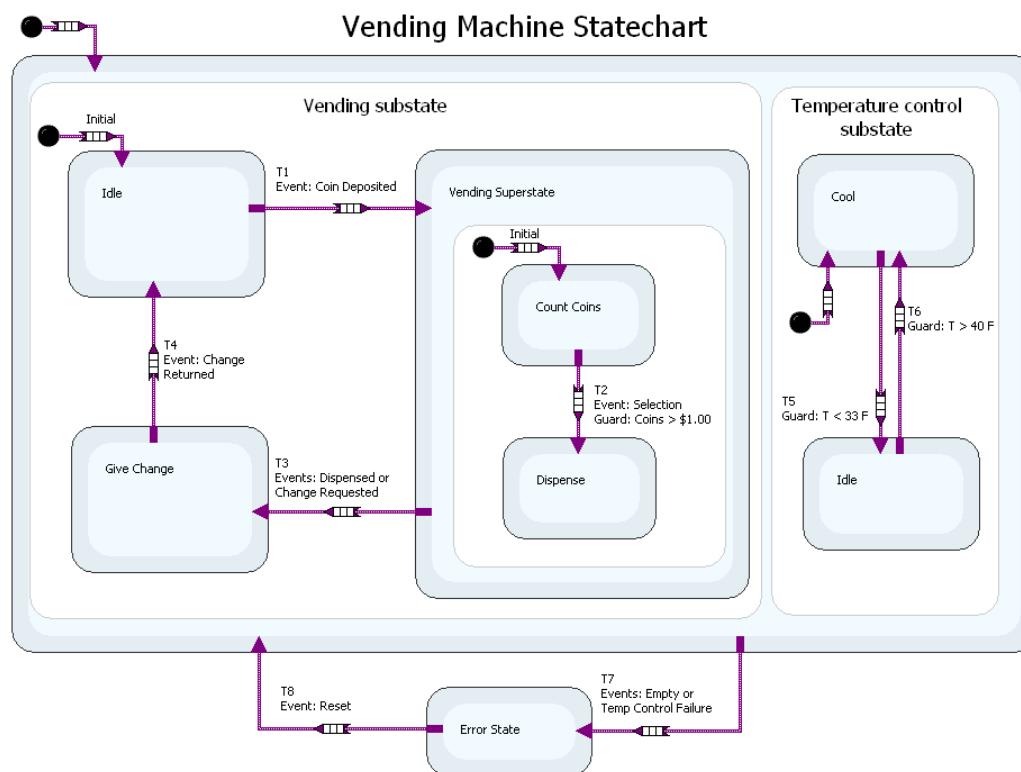 Vending Machine Statechart
Vending substate
Temperature control
substate
Initial
Idle
T1
Event: Coin Deposited
Vending Superstate
Cool
Initial
Count Coins
T6
Guard: T > 40 F
T4
Event: Change
Returned
T2
Event: Selection
Guard: Coins > $1.00
T5
Guard: T < 33 F
Give Change
T3
Events: Dispensed or
Change Requested
Dispense
Idle
T8
Event: Reset
T7
Events: Empty or
Temp Control Failure
Error State